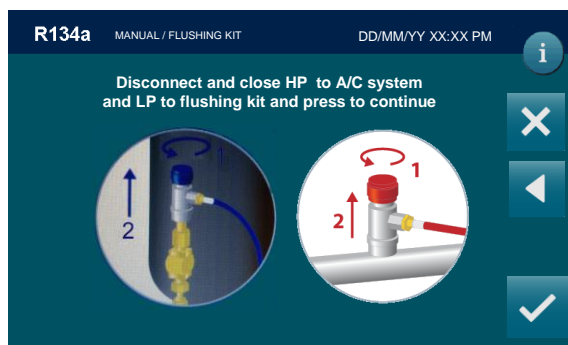 R134a MANUAL / FLUSHING KIT DD/MM/YY XX:XX PM
i
Disconnect and close HP to A/C system
and LP to flushing kit and press to continue
1
2
1
2